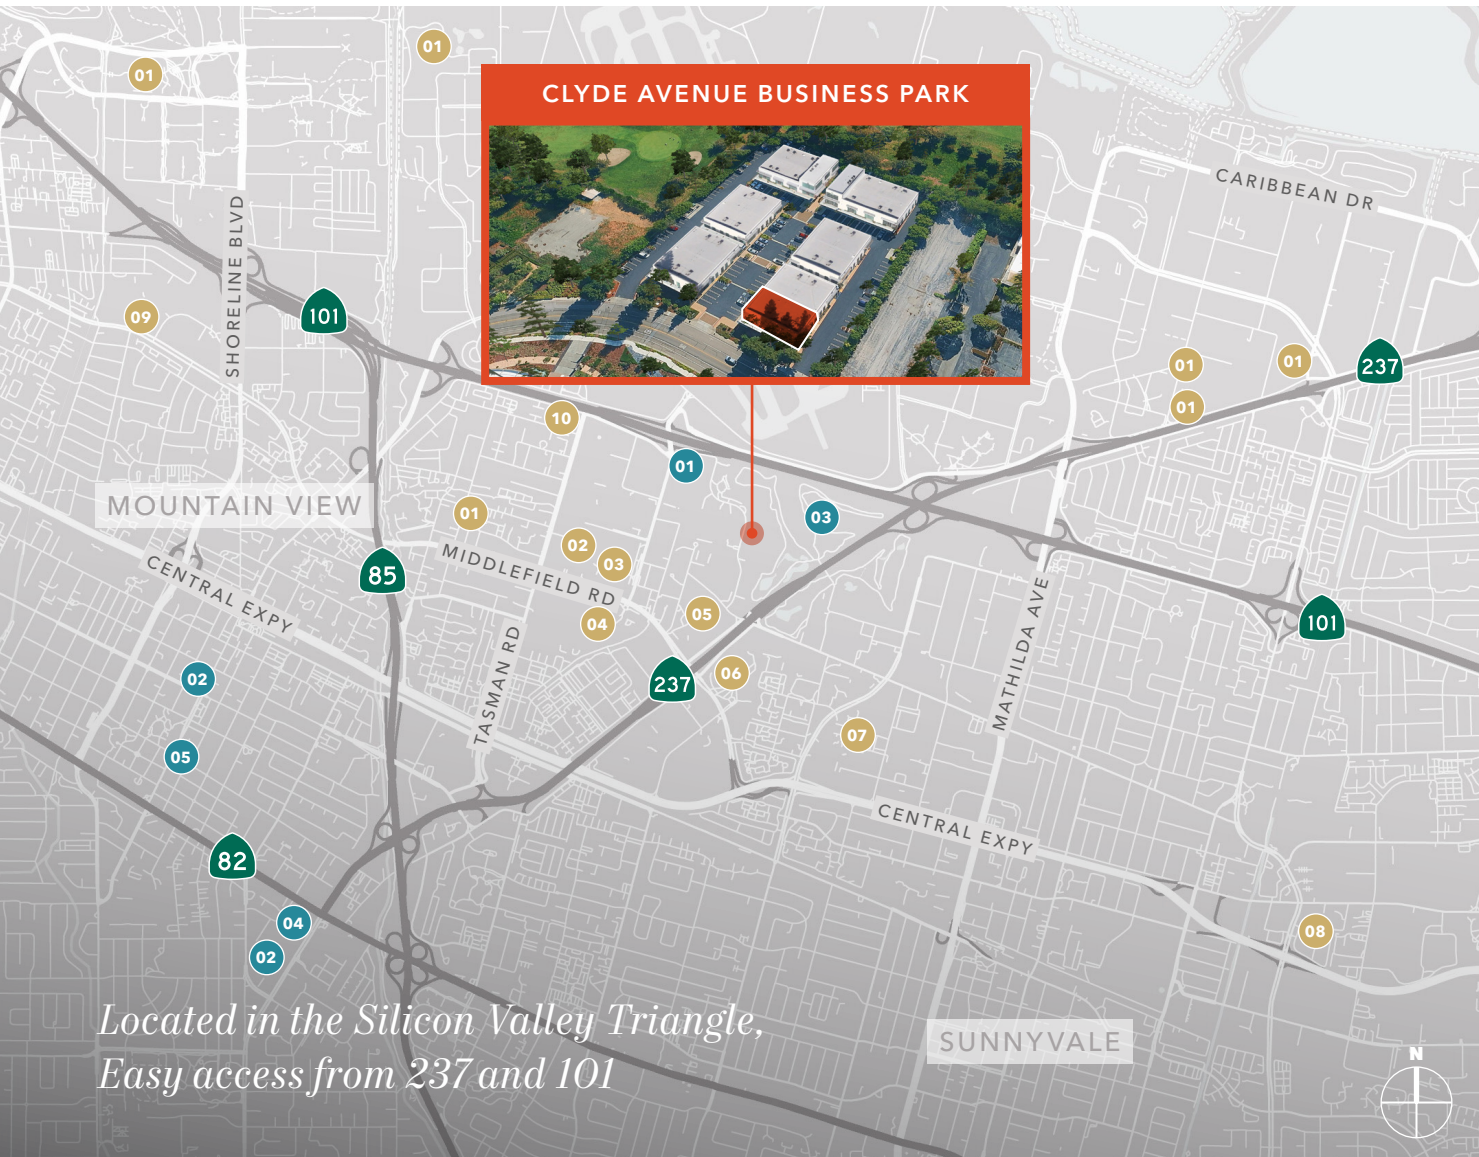 01
01
CLYDE AVENUE BUSINESS PARK
CARIBBEAN DR
SHORELINE BLVD
09
101
01
01
237
01
10
01
MOUNTAIN VIEW
01
03
02
03
MIDDLEFIELD RD
CENTRAL EXPY
85
04
05
MATHILDA AVE
101
02
TASMAN RD
237
06
05
07
CENTRAL EXPY
82
04
02
08
Located in the Silicon Valley Triangle,
Easy access from 237 and 101
SUNNYVALE
N